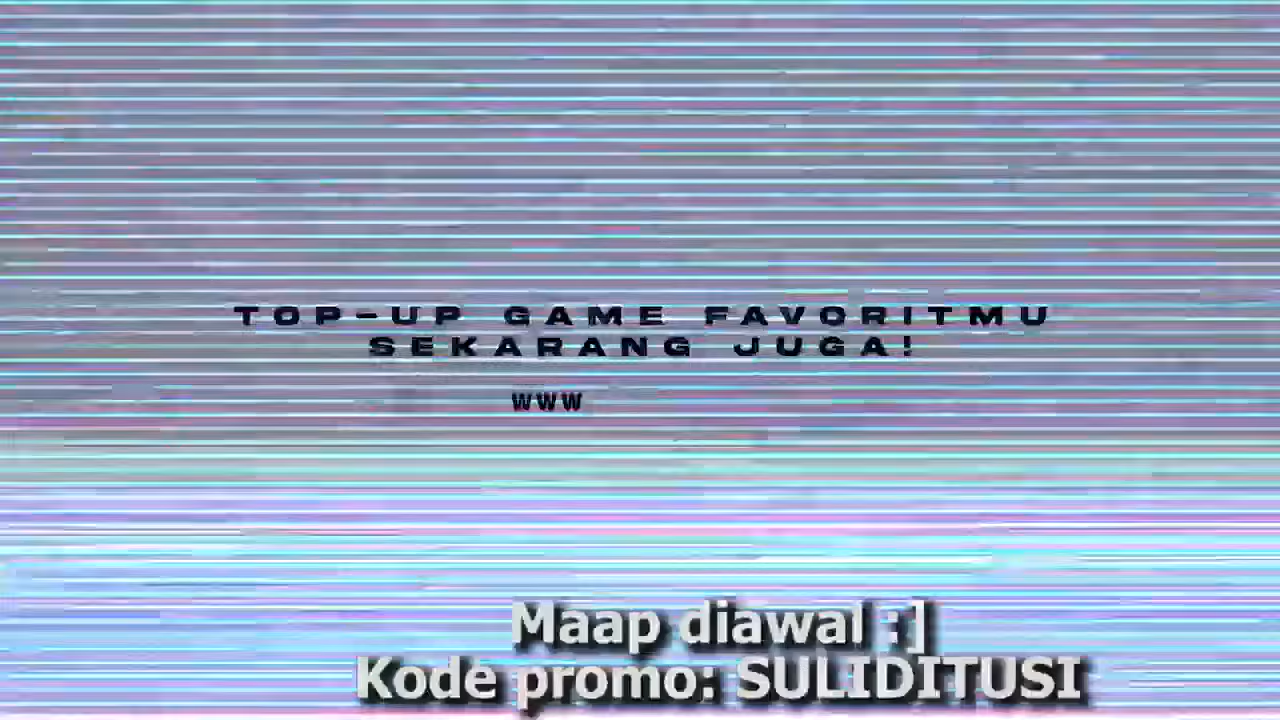 TOP-UP GAME FAVORITMU
SEKARANG JUGA!
WWW
Maap diawal :]
Kode promo: SULIDITUSI